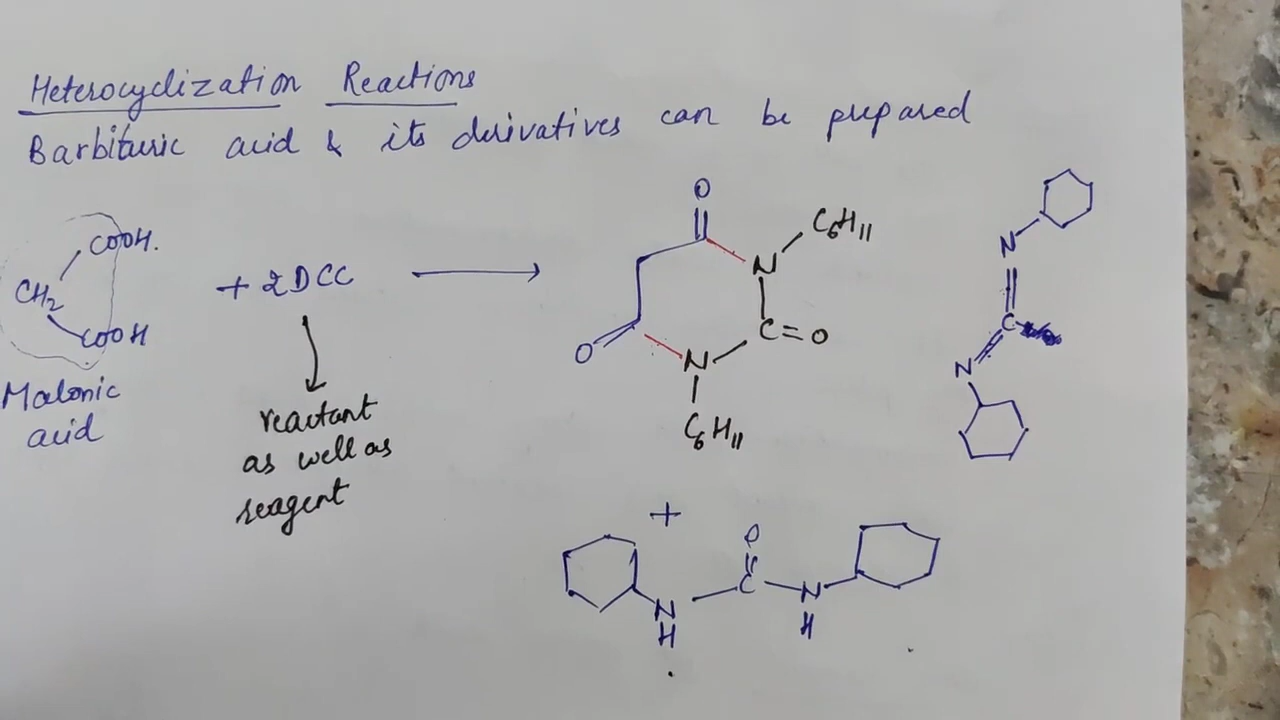 Heterocyclization Reactions
Barbituric acid & its derivatives can be prepared
COOH.
CH₂
COOH
Malonic
acid
+ 2DCC
reactant
as well as
reagent
O
C₆H₁₁
N
C=O
O
N
C₆H₁₁
N
C
N
+
O
C
N
H
N
H